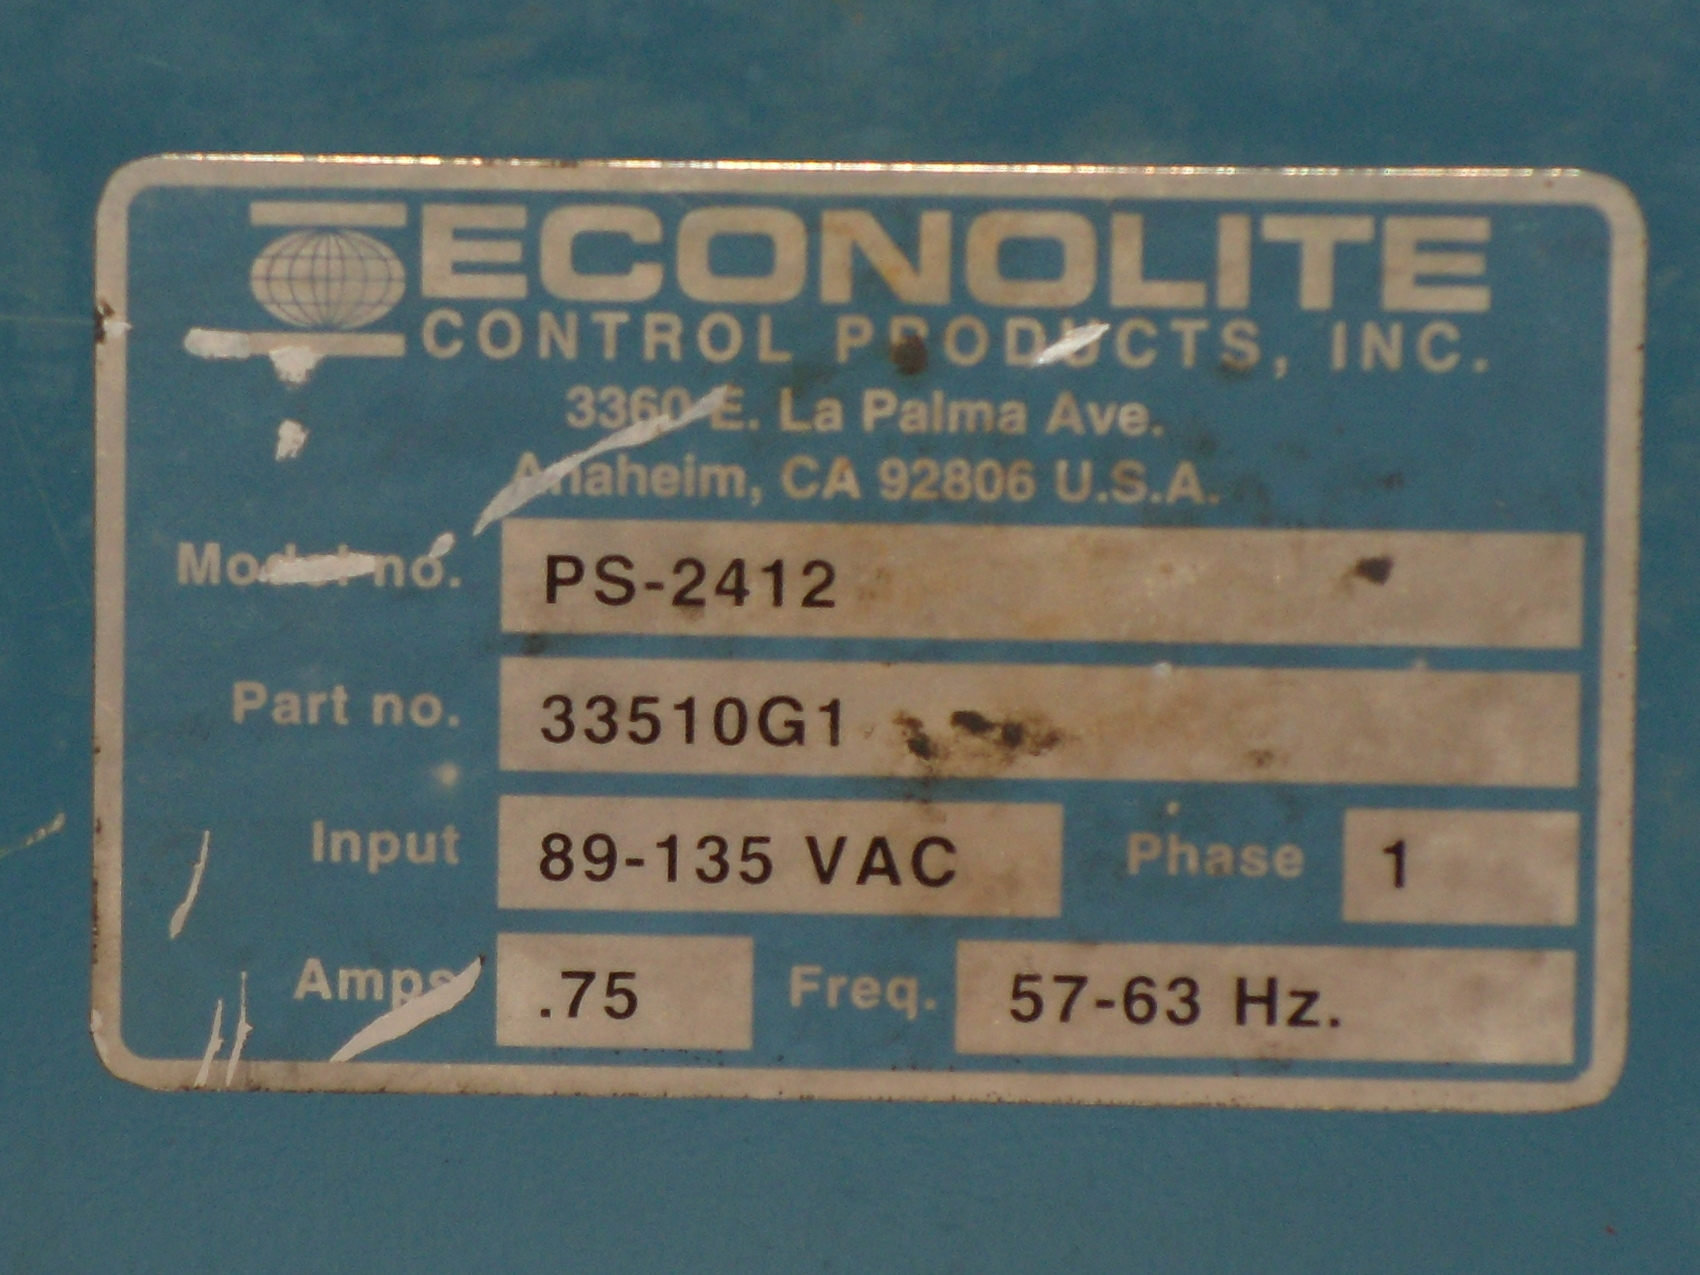 ECONOLITE
CONTROL PRODUCTS, INC.
3360 E. La Palma Ave.
Anaheim, CA 92806 U.S.A.
Model no. PS-2412
Part no. 33510G1
Input 89-135 VAC Phase 1
Amps .75 Freq. 57-63 Hz.